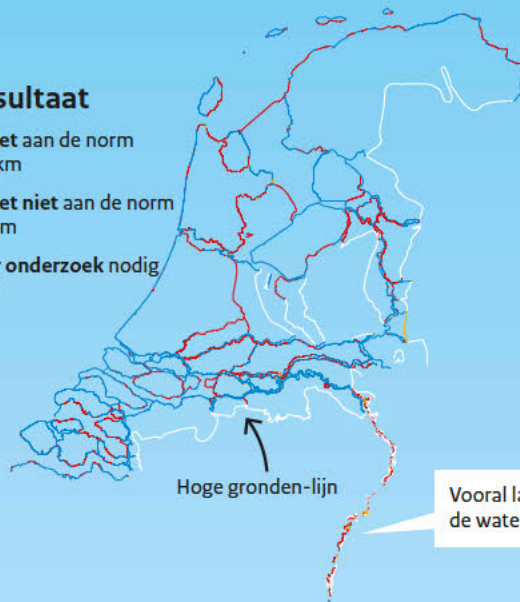 sultaat
et aan de norm
km
et niet aan de norm
m
onderzoek nodig
Hoge gronden-lijn
Vooral la
de wate